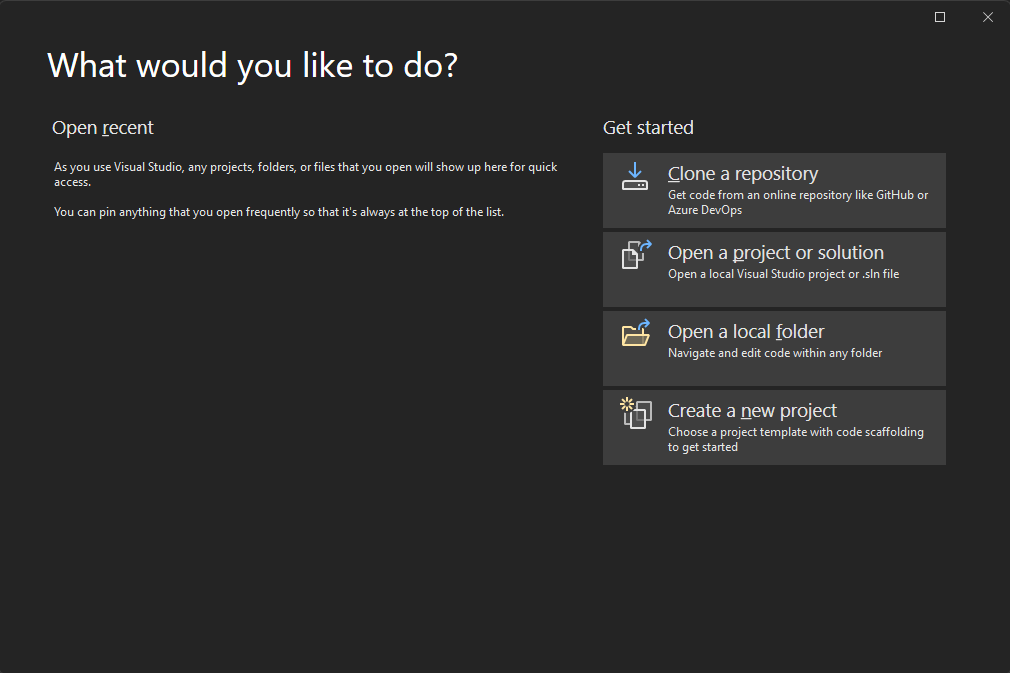 What would you like to do?
Open recent
As you use Visual Studio, any projects, folders, or files that you open will show up here for quick
access.
You can pin anything that you open frequently so that it's always at the top of the list.
Get started
Clone a repository
Get code from an online repository like GitHub or
Azure DevOps
Open a project or solution
Open a local Visual Studio project or .sln file
Open a local folder
Navigate and edit code within any folder
Create a new project
Choose a project template with code scaffolding
to get started